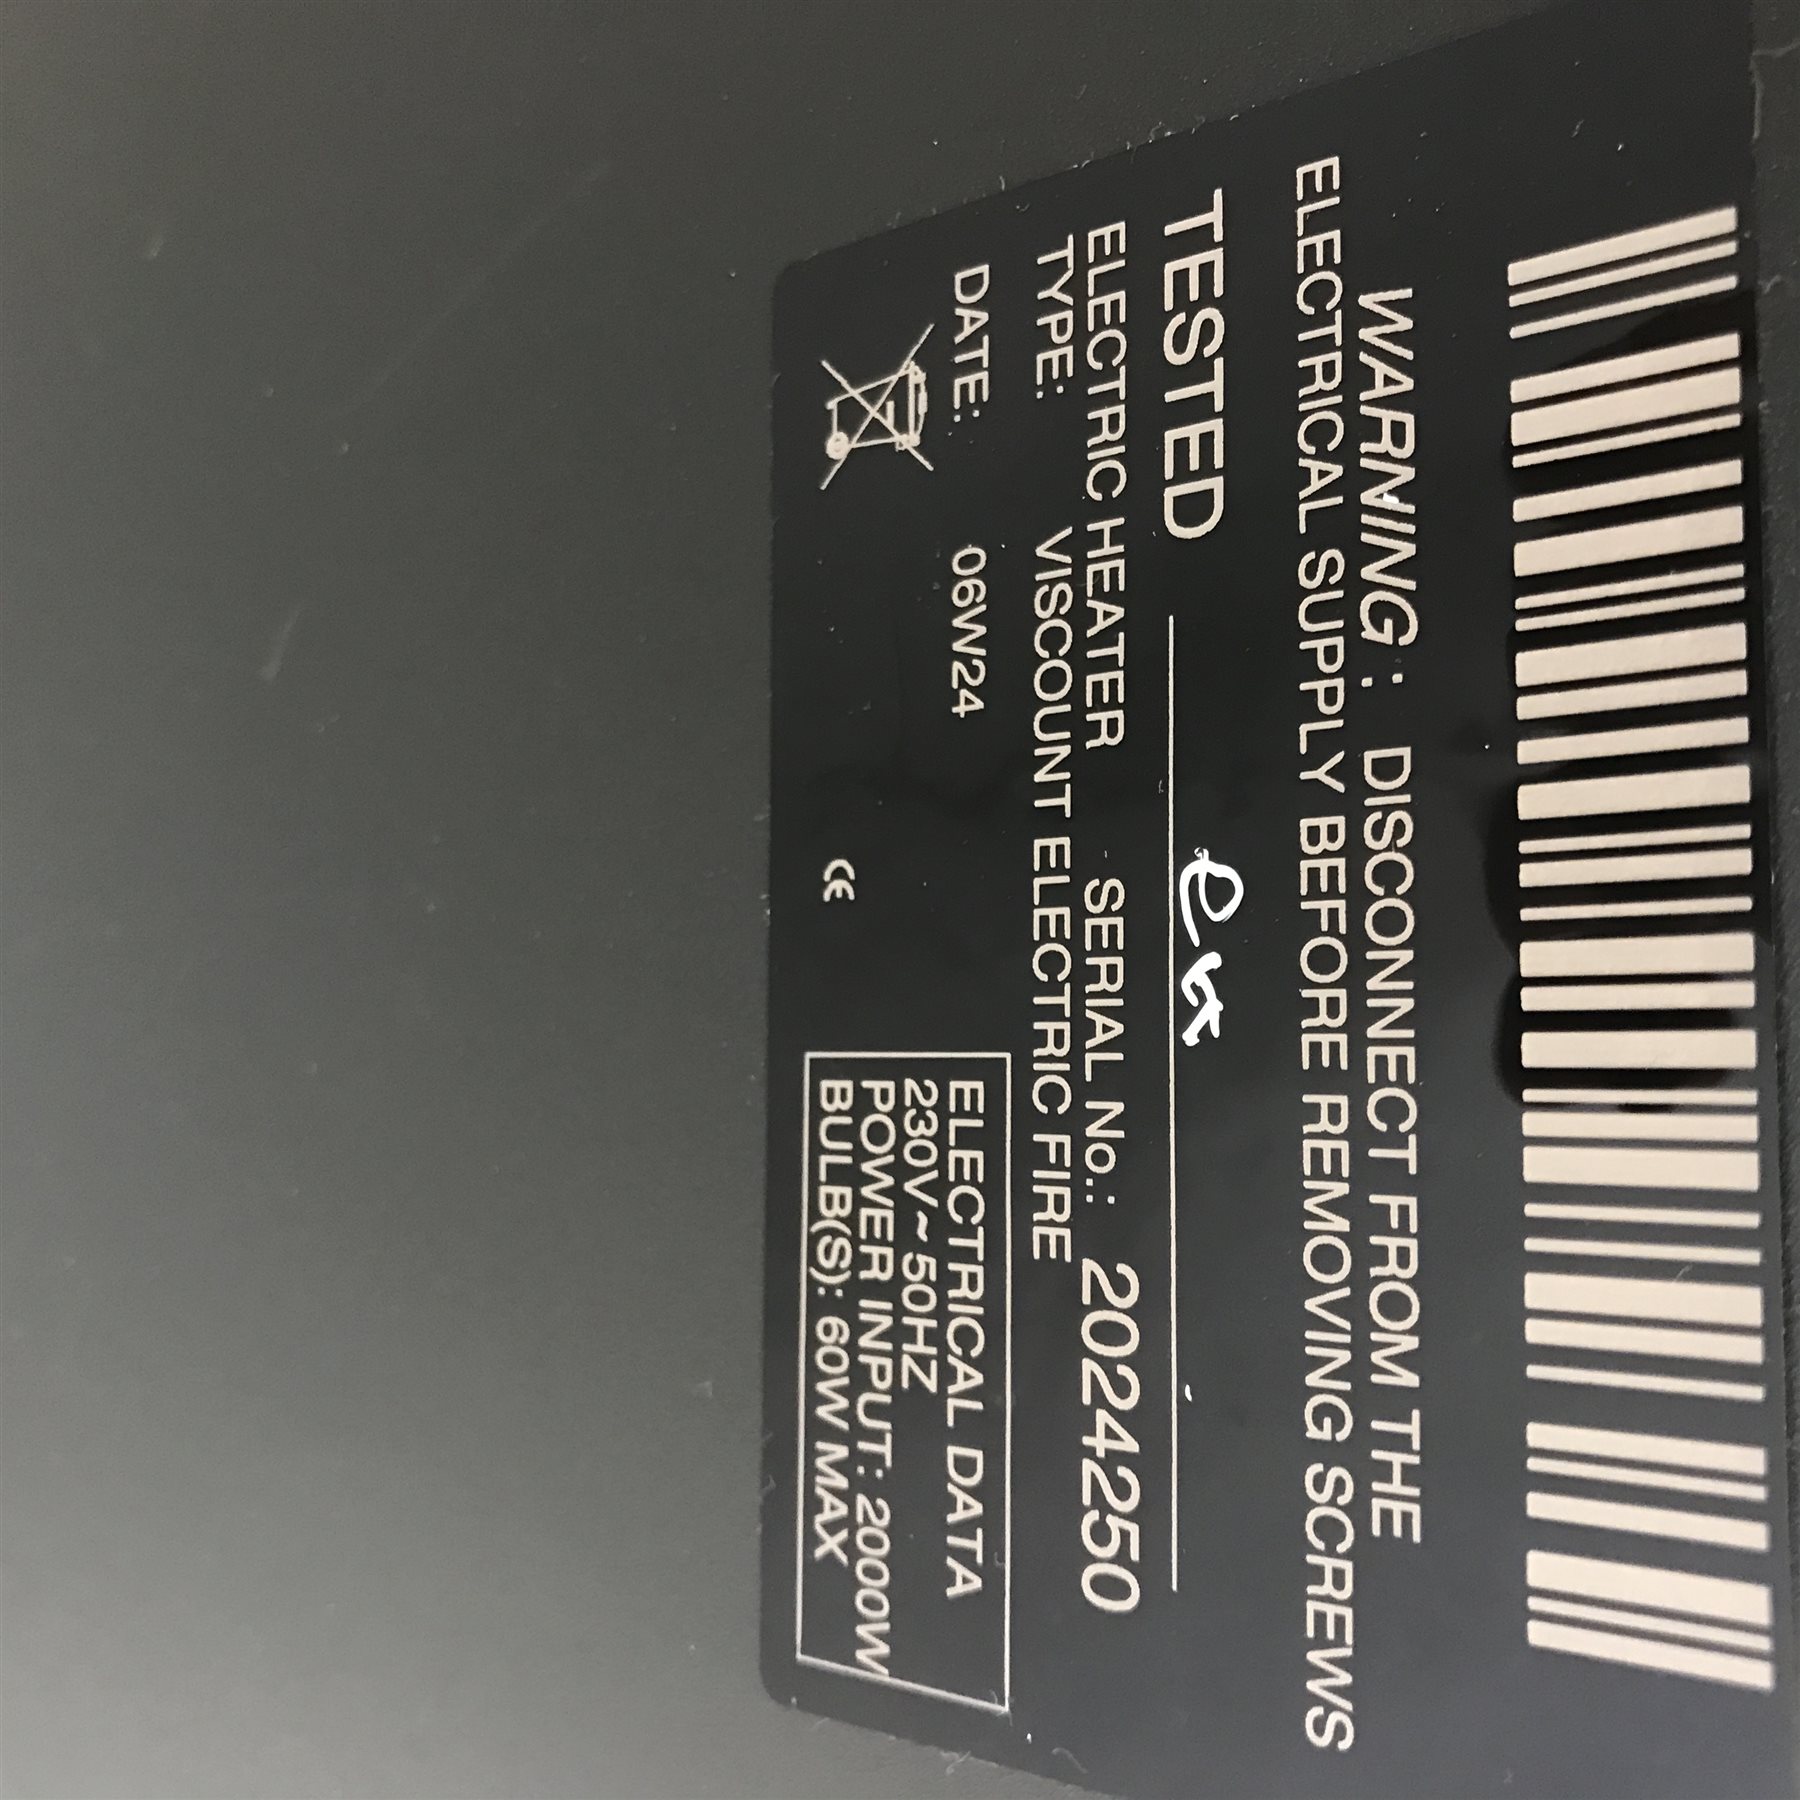 WARNING : DISCONNECT FROM THE
ELECTRICAL SUPPLY BEFORE REMOVING SCREWS
TESTED
ELECTRIC HEATER SERIAL No.: 2024250
TYPE: VISCOUNT ELECTRIC FIRE
DATE: 06W24
CE
ELECTRICAL DATA
230V~50HZ
POWER INPUT: 2000W
BULB(S): 60W MAX